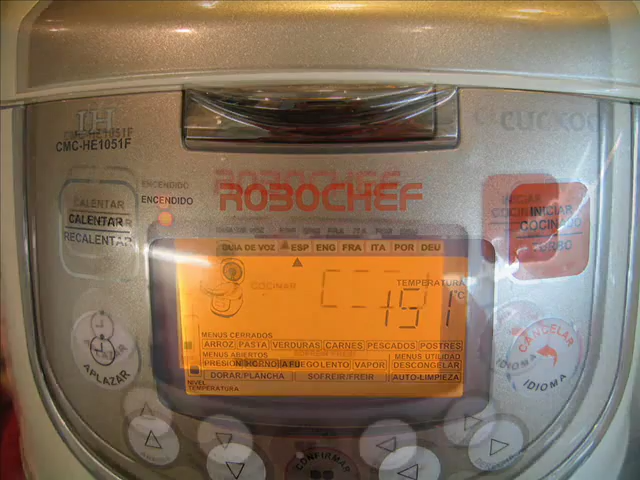 IH
CUCKOO
CMC-HE1051F
ROBOCHEF
ENCENDIDO
CALENTAR
RECALENTAR
INICIAR
COCINADO
GUIA DE VOZ ESP ENG FRA ITA POR DEU
COCINAR
TEMPERATURA
°C
MENUS CERRADOS
ARROZ PASTA VERDURAS CARNES PESCADOS POSTRES
MENUS ABIERTOS MENUS UTILIDAD
PRESION HORNO FUEGO LENTO VAPOR DESCONGELAR
DORAR/PLANCHA SOFREIR/FREIR AUTO-LIMPIEZA
NIVEL
TEMPERATURA
APLAZAR
CANCELAR
IDIOMA
CONFIRMAR